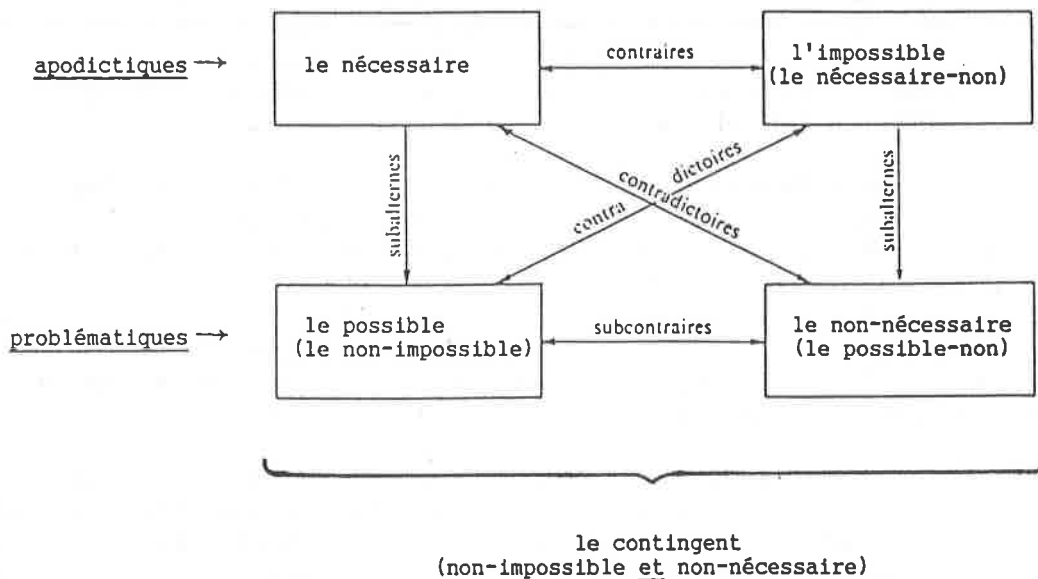 apodictiques →
le nécessaire
contraires
l'impossible
(le nécessaire-non)
subalternes
contradictoires
contradictoires
subalternes
problématiques →
le possible
(le non-impossible)
subcontraires
le non-nécessaire
(le possible-non)
le contingent
(non-impossible et non-nécessaire)